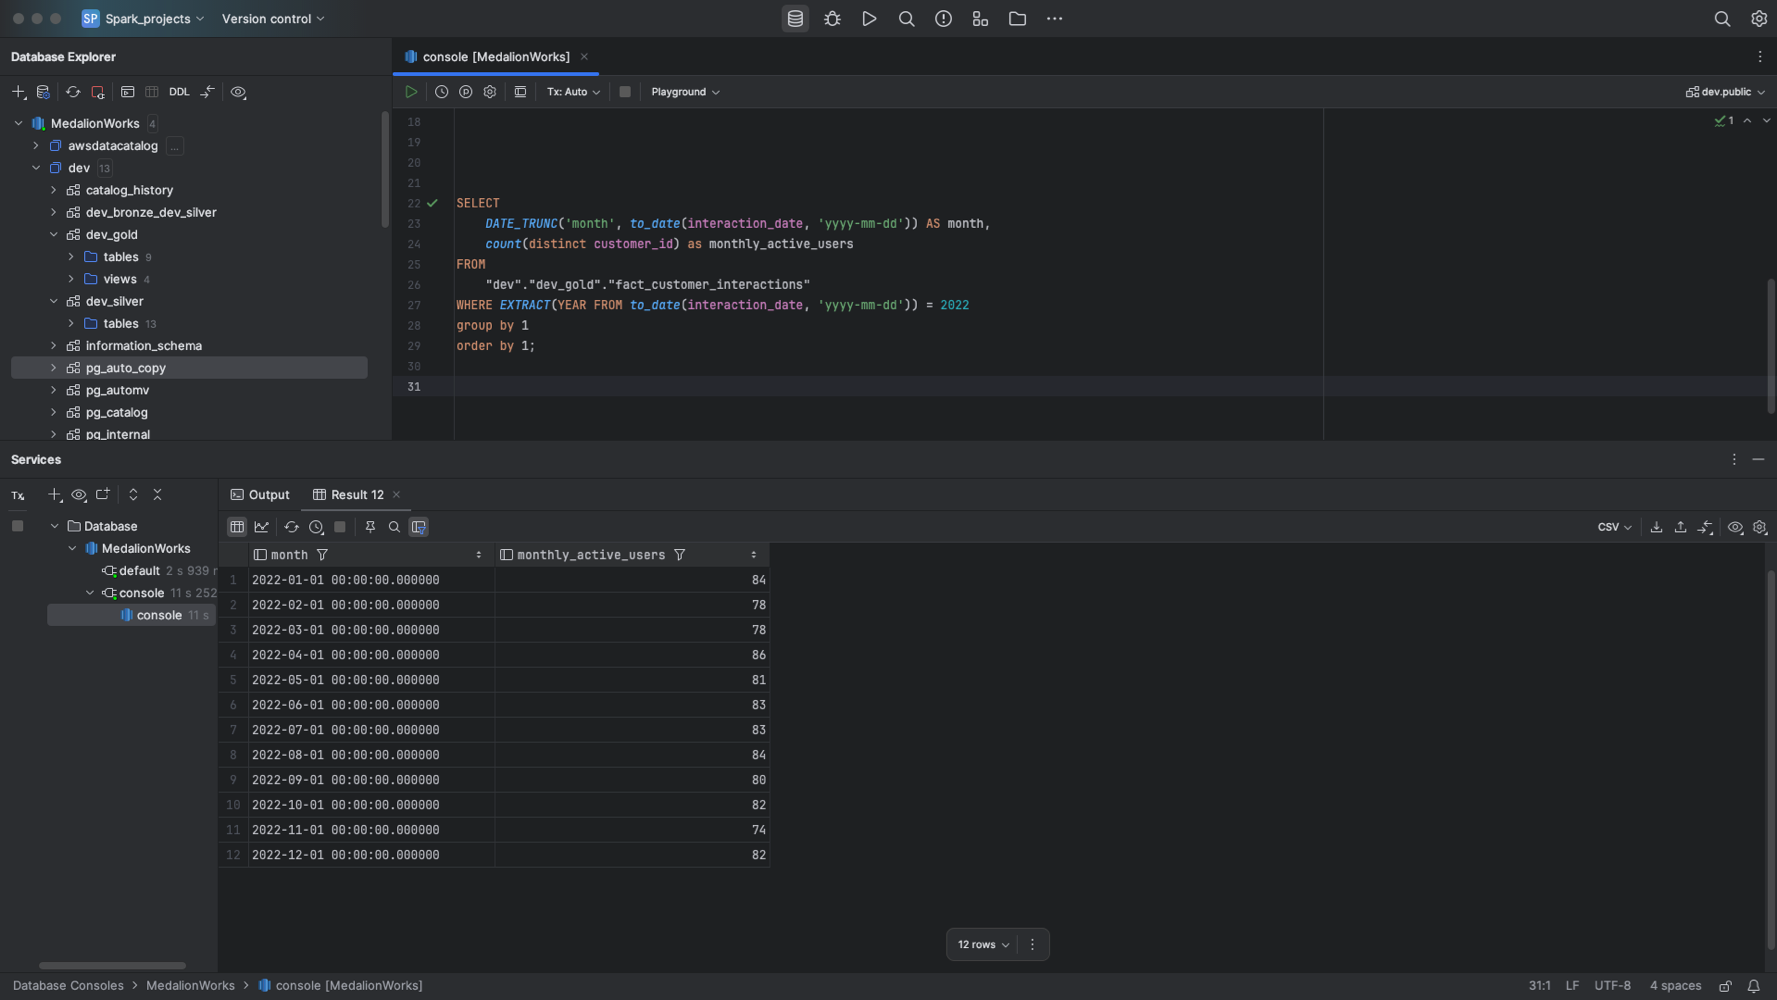 SP Spark_projects Version control
Database Explorer
console [MedalionWorks]
DDL
Tx: Auto Playground dev.public
MedalionWorks 4
awsdatacatalog ...
dev 13
catalog_history
dev_bronze_dev_silver
dev_gold
tables 9
views 4
dev_silver
tables 13
information_schema
pg_auto_copy
pg_automv
pg_catalog
pg_internal
1
18
19
20
21
22 SELECT
23 DATE_TRUNC('month', to_date(interaction_date, 'yyyy-mm-dd')) AS month,
24 count(distinct customer_id) as monthly_active_users
25 FROM
26 "dev"."dev_gold"."fact_customer_interactions"
27 WHERE EXTRACT(YEAR FROM to_date(interaction_date, 'yyyy-mm-dd')) = 2022
28 group by 1
29 order by 1;
30
31
Services
Tx
Output Result 12
Database
MedalionWorks
default 2 s 939
console 11 s 252
console 11 s
CSV
month monthly_active_users
1 2022-01-01 00:00:00.000000 84
2 2022-02-01 00:00:00.000000 78
3 2022-03-01 00:00:00.000000 78
4 2022-04-01 00:00:00.000000 86
5 2022-05-01 00:00:00.000000 81
6 2022-06-01 00:00:00.000000 83
7 2022-07-01 00:00:00.000000 83
8 2022-08-01 00:00:00.000000 84
9 2022-09-01 00:00:00.000000 80
10 2022-10-01 00:00:00.000000 82
11 2022-11-01 00:00:00.000000 74
12 2022-12-01 00:00:00.000000 82
12 rows
Database Consoles > MedalionWorks > console [MedalionWorks]
31:1 LF UTF-8 4 spaces